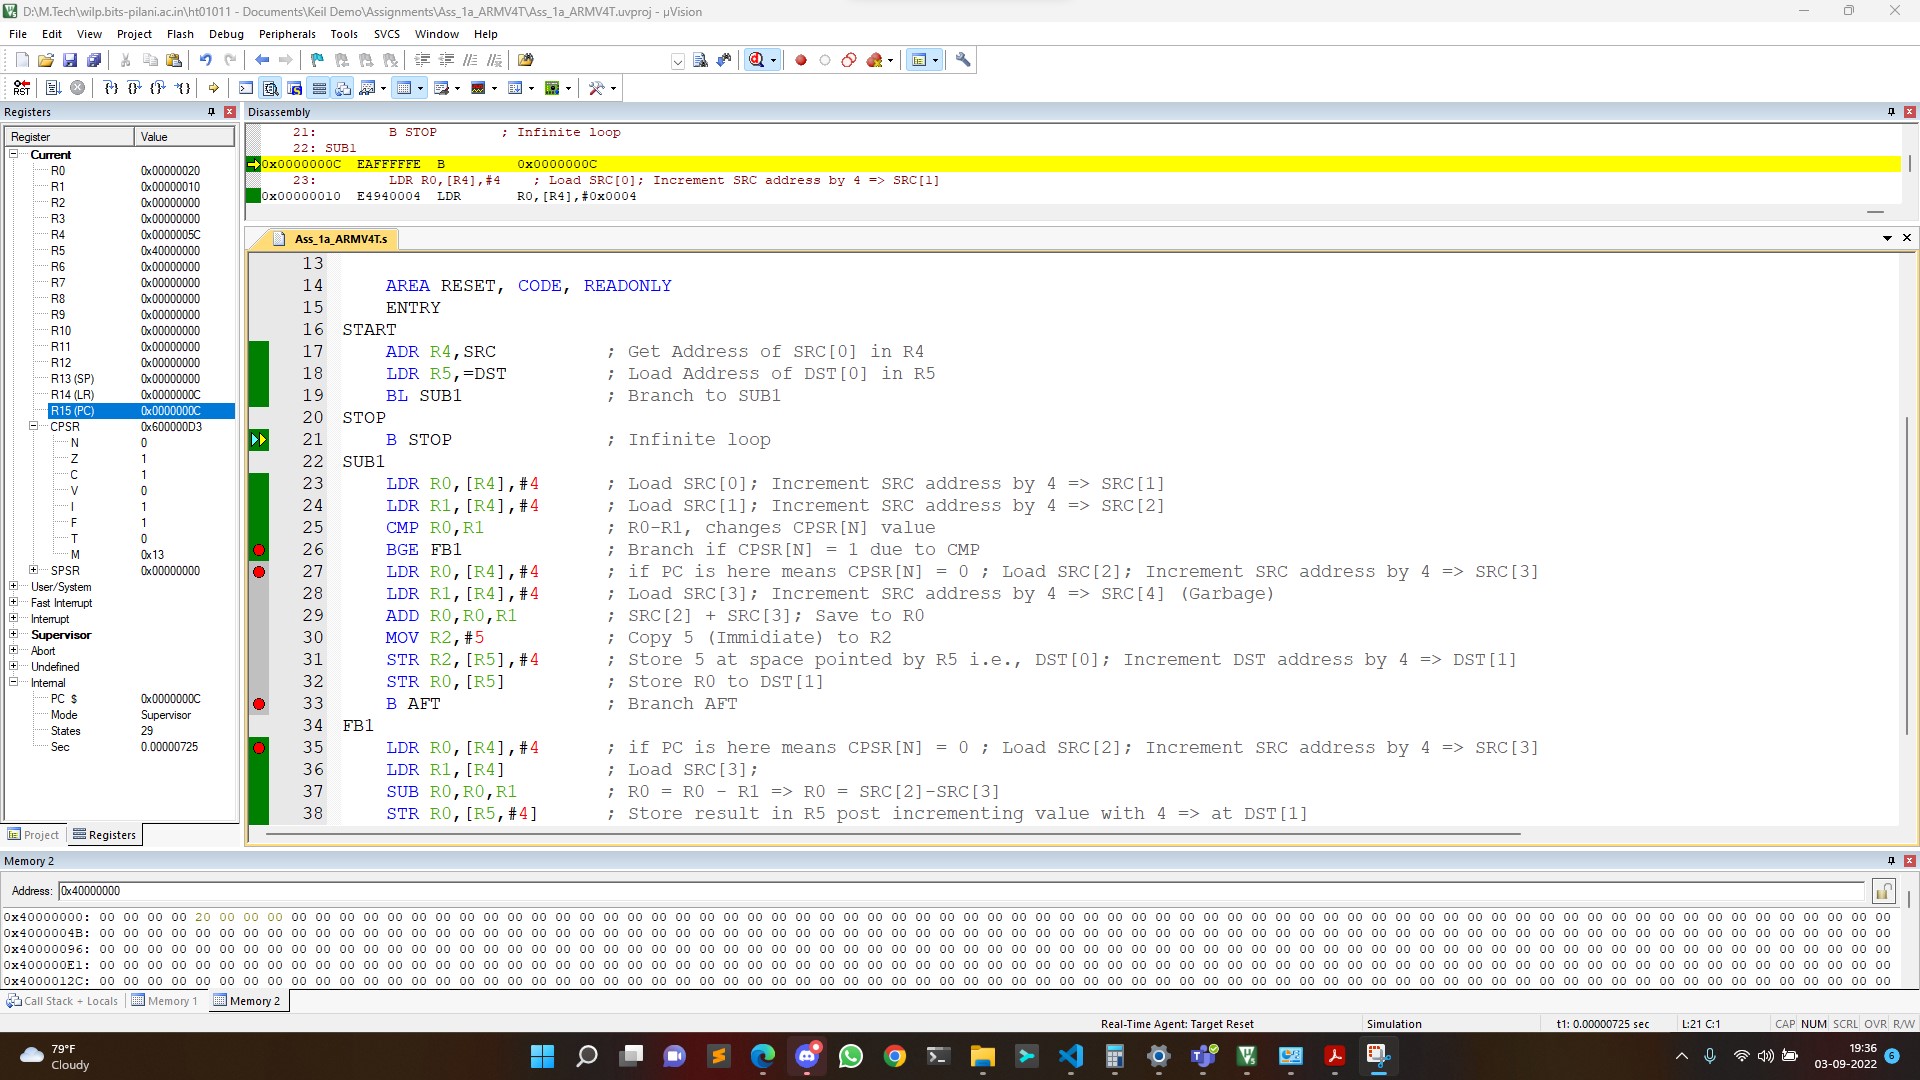 D:\M.Tech\wilp.bits-pilani.ac.in\ht01011 - Documents\Keil Demo\Assignments\Ass_1a_ARMV4T\Ass_1a_ARMV4T.uvproj - µVision
File Edit View Project Flash Debug Peripherals Tools SVCS Window Help
Registers
Register Value
Current
R0 0x00000020
R1 0x00000010
R2 0x00000000
R3 0x00000000
R4 0x0000005C
R5 0x40000000
R6 0x00000000
R7 0x00000000
R8 0x00000000
R9 0x00000000
R10 0x00000000
R11 0x00000000
R12 0x00000000
R13 (SP) 0x00000000
R14 (LR) 0x0000000C
R15 (PC) 0x0000000C
CPSR 0x600000D3
N 0
Z 1
C 1
V 0
I 1
F 1
T 0
M 0x13
SPSR 0x00000000
User/System
Fast Interrupt
Interrupt
Supervisor
Abort
Undefined
Internal
PC $ 0x0000000C
Mode Supervisor
States 29
Sec 0.00000725
Project Registers
Disassembly
21: B STOP ; Infinite loop
22: SUB1
0x0000000C EAFFFFFE B 0x0000000C
23: LDR R0,[R4],#4 ; Load SRC[0]; Increment SRC address by 4 => SRC[1]
0x00000010 E4940004 LDR R0,[R4],#0x0004
Ass_1a_ARMV4T.s
13
14 AREA RESET, CODE, READONLY
15 ENTRY
16 START
17 ADR R4,SRC ; Get Address of SRC[0] in R4
18 LDR R5,=DST ; Load Address of DST[0] in R5
19 BL SUB1 ; Branch to SUB1
20 STOP
21 B STOP ; Infinite loop
22 SUB1
23 LDR R0,[R4],#4 ; Load SRC[0]; Increment SRC address by 4 => SRC[1]
24 LDR R1,[R4],#4 ; Load SRC[1]; Increment SRC address by 4 => SRC[2]
25 CMP R0,R1 ; R0-R1, changes CPSR[N] value
26 BGE FB1 ; Branch if CPSR[N] = 1 due to CMP
27 LDR R0,[R4],#4 ; if PC is here means CPSR[N] = 0 ; Load SRC[2]; Increment SRC address by 4 => SRC[3]
28 LDR R1,[R4],#4 ; Load SRC[3]; Increment SRC address by 4 => SRC[4] (Garbage)
29 ADD R0,R0,R1 ; SRC[2] + SRC[3]; Save to R0
30 MOV R2,#5 ; Copy 5 (Immidiate) to R2
31 STR R2,[R5],#4 ; Store 5 at space pointed by R5 i.e., DST[0]; Increment DST address by 4 => DST[1]
32 STR R0,[R5] ; Store R0 to DST[1]
33 B AFT ; Branch AFT
34 FB1
35 LDR R0,[R4],#4 ; if PC is here means CPSR[N] = 0 ; Load SRC[2]; Increment SRC address by 4 => SRC[3]
36 LDR R1,[R4] ; Load SRC[3];
37 SUB R0,R0,R1 ; R0 = R0 - R1 => R0 = SRC[2]-SRC[3]
38 STR R0,[R5,#4] ; Store result in R5 post incrementing value with 4 => at DST[1]
Memory 2
Address: 0x40000000
0x40000000: 00 00 00 00 20 00 00 00 00 00 00 00 00 00 00 00 00 00 00 00 00 00 00 00 00 00 00 00 00 00 00 00 00 00 00 00 00 00 00 00 00 00 00 00 00 00 00 00 00 00 00 00 00 00 00 00 00 00 00 00 00 00 00 00 00 00 00 00 00 00 00 00 00 00 00
0x4000004B: 00 00 00 00 00 00 00 00 00 00 00 00 00 00 00 00 00 00 00 00 00 00 00 00 00 00 00 00 00 00 00 00 00 00 00 00 00 00 00 00 00 00 00 00 00 00 00 00 00 00 00 00 00 00 00 00 00 00 00 00 00 00 00 00 00 00 00 00 00 00 00 00 00 00 00
0x40000096: 00 00 00 00 00 00 00 00 00 00 00 00 00 00 00 00 00 00 00 00 00 00 00 00 00 00 00 00 00 00 00 00 00 00 00 00 00 00 00 00 00 00 00 00 00 00 00 00 00 00 00 00 00 00 00 00 00 00 00 00 00 00 00 00 00 00 00 00 00 00 00 00 00 00 00
0x400000E1: 00 00 00 00 00 00 00 00 00 00 00 00 00 00 00 00 00 00 00 00 00 00 00 00 00 00 00 00 00 00 00 00 00 00 00 00 00 00 00 00 00 00 00 00 00 00 00 00 00 00 00 00 00 00 00 00 00 00 00 00 00 00 00 00 00 00 00 00 00 00 00 00 00 00 00
0x4000012C: 00 00 00 00 00 00 00 00 00 00 00 00 00 00 00 00 00 00 00 00 00 00 00 00 00 00 00 00 00 00 00 00 00 00 00 00 00 00 00 00 00 00 00 00 00 00 00 00 00 00 00 00 00 00 00 00 00 00 00 00 00 00 00 00 00 00 00 00 00 00 00 00 00 00 00
Call Stack + Locals Memory 1 Memory 2
Real-Time Agent: Target Reset Simulation t1: 0.00000725 sec L:21 C:1 CAP NUM SCRL OVR R/W
79°F
Cloudy
19:36
03-09-2022
6